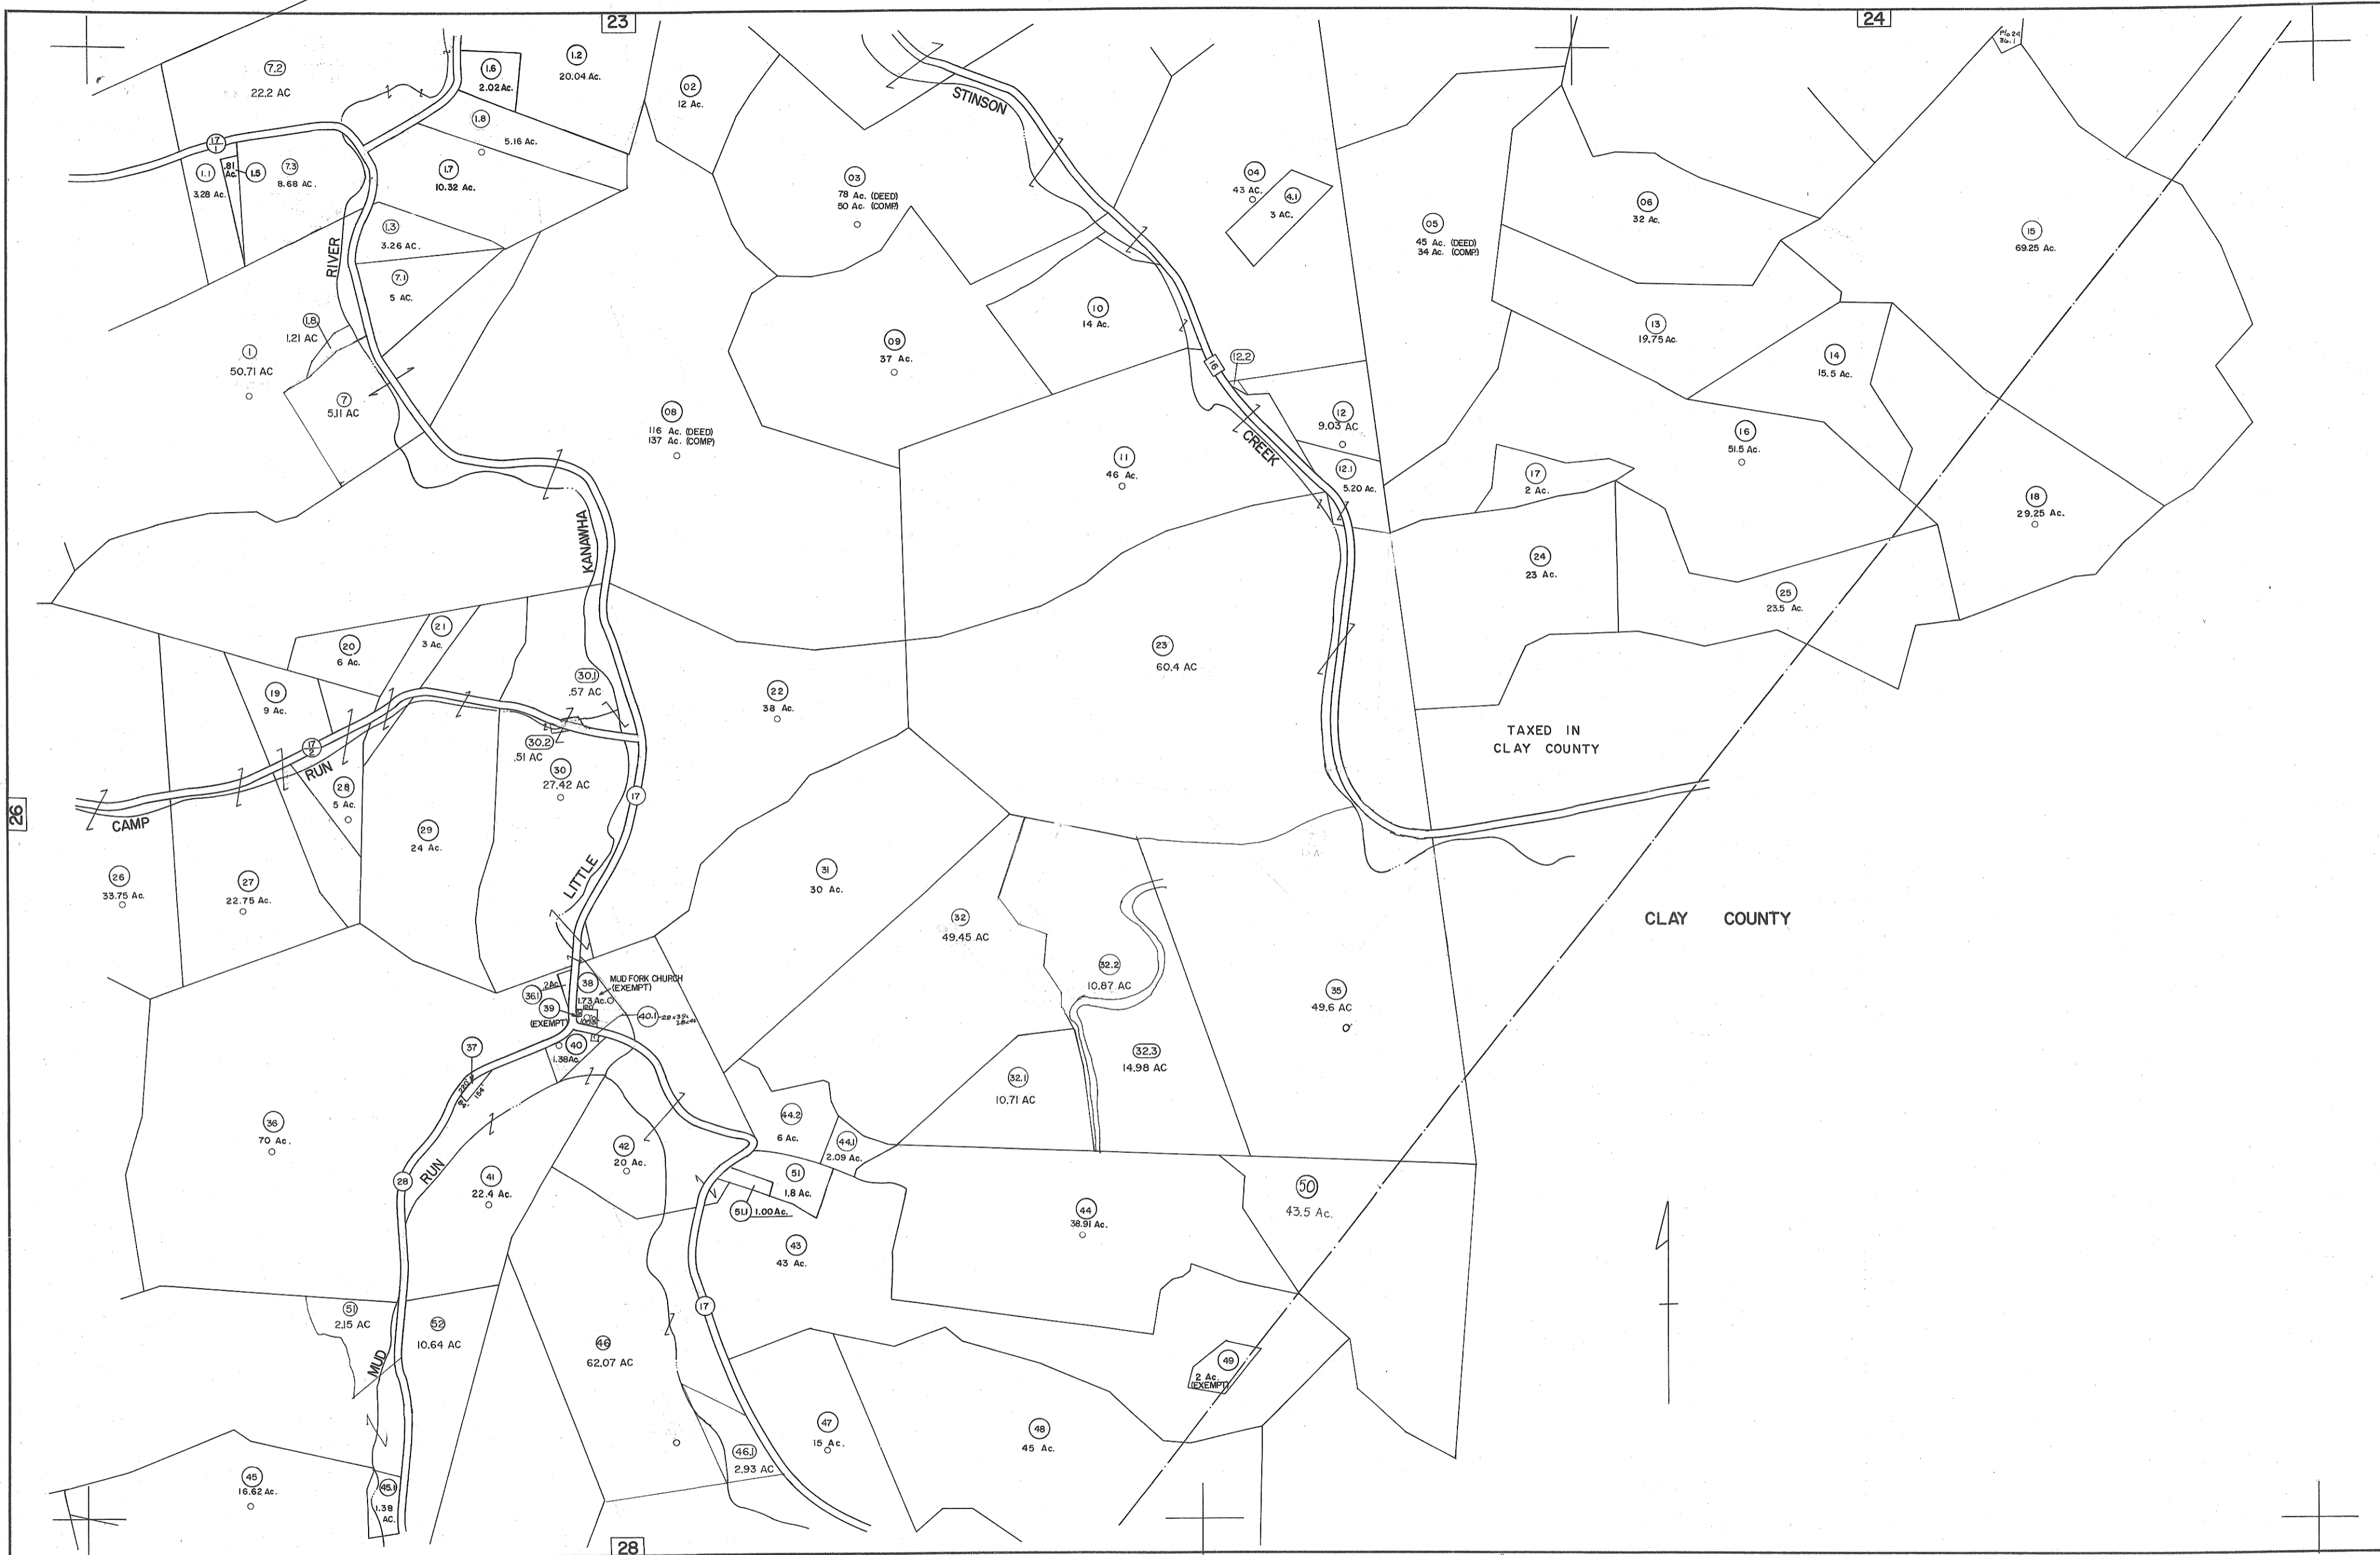 23
24
7.2
22.2 AC
1.6
2.02 Ac.
1.2
20.04 Ac.
02
12 Ac.
STINSON
P/o 24
36.1
17
1
1.1
3.28 Ac.
.81
Ac.
1.5
7.3
8.68 AC.
1.8
5.16 Ac.
1.7
10.32 Ac.
03
78 Ac. (DEED)
50 Ac. (COMP.)
04
43 AC.
4.1
3 AC.
05
45 Ac. (DEED)
34 Ac. (COMP.)
06
32 Ac.
15
69.25 Ac.
RIVER
1.3
3.26 AC.
7.1
5 AC.
1.8
1.21 AC
1
50.71 AC
7
5.11 AC
08
116 Ac. (DEED)
137 Ac. (COMP.)
09
37 Ac.
10
14 Ac.
16
12.2
12
9.03 AC
13
19.75 Ac.
14
15.5 Ac.
CREEK
11
46 Ac.
12.1
5.20 Ac.
17
2 Ac.
16
51.5 Ac.
18
29.25 Ac.
KANAWHA
24
23 Ac.
25
23.5 Ac.
20
6 Ac.
21
3 Ac.
19
9 Ac.
30.1
.57 AC
22
38 Ac.
23
60.4 AC
TAXED IN
CLAY COUNTY
17
2
RUN
30.2
.51 AC
30
27.42 AC
28
5 Ac.
17
26
CAMP
29
24 Ac.
LITTLE
26
33.75 Ac.
27
22.75 Ac.
31
30 Ac.
32
49.45 AC
CLAY COUNTY
32.2
10.87 AC
35
49.6 AC
36.1
.2Ac.
38
1.73 Ac.
MUD FORK CHURCH
(EXEMPT)
39
(EXEMPT)
40.1
40
1.38Ac.
37
220'
154'
32.3
14.98 AC
32.1
10.71 AC
36
70 Ac.
42
20 Ac.
44.2
6 Ac.
44.1
2.09 Ac.
28
RUN
41
22.4 Ac.
51
1.8 Ac.
51.1
1.00 Ac.
44
38.91 Ac.
50
43.5 Ac.
43
43 Ac.
17
51
2.15 AC
52
10.64 AC
46
62.07 AC
MUD
49
2 Ac.
(EXEMPT)
47
15 Ac.
48
45 Ac.
46.1
2.93 AC
45
16.62 Ac.
45.1
1.38
AC.
28